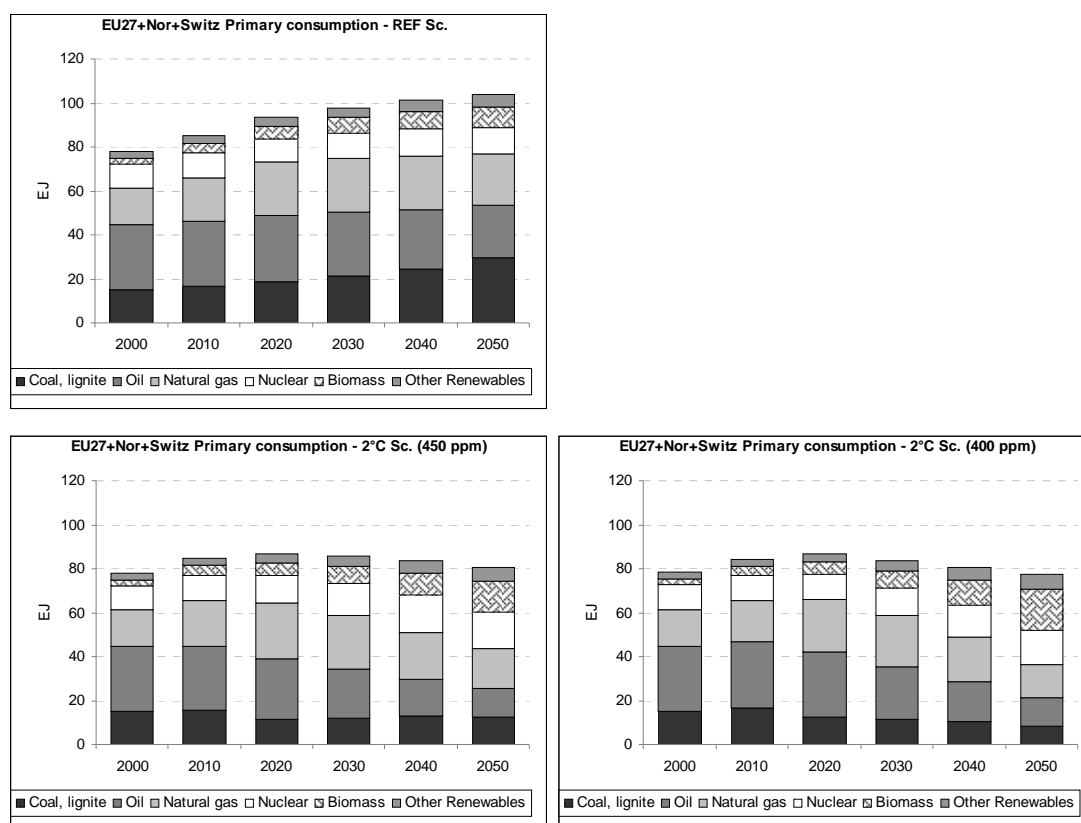 EU27+Nor+Switz Primary consumption - REF Sc.
120
100
80
60
40
20
0
EJ
2000 2010 2020 2030 2040 2050
Coal, lignite Oil Natural gas Nuclear Biomass Other Renewables
EU27+Nor+Switz Primary consumption - 2°C Sc. (450 ppm)
120
100
80
60
40
20
0
EJ
2000 2010 2020 2030 2040 2050
Coal, lignite Oil Natural gas Nuclear Biomass Other Renewables
EU27+Nor+Switz Primary consumption - 2°C Sc. (400 ppm)
120
100
80
60
40
20
0
EJ
2000 2010 2020 2030 2040 2050
Coal, lignite Oil Natural gas Nuclear Biomass Other Renewables